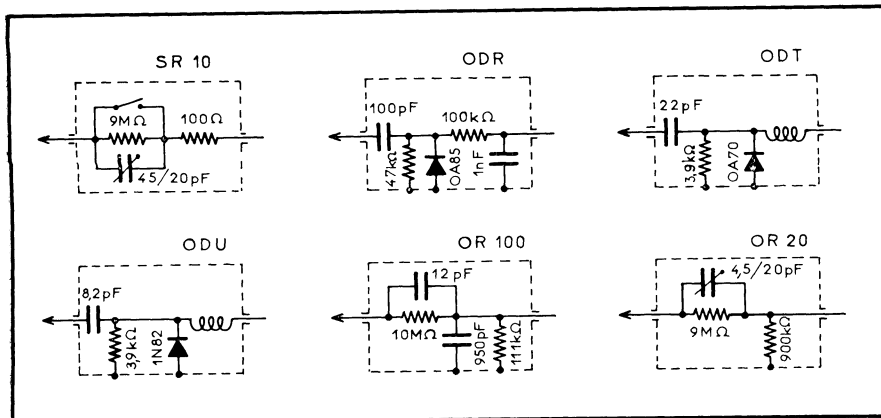 SR 10
9MΩ
100Ω
45/20pF
ODR
100pF
100kΩ
47kΩ
OA85
1nF
ODT
22pF
3,9kΩ
OA70
ODU
8,2pF
3,9kΩ
1N82
OR 100
12pF
10MΩ
950pF
111kΩ
OR 20
4,5/20pF
9MΩ
900kΩ